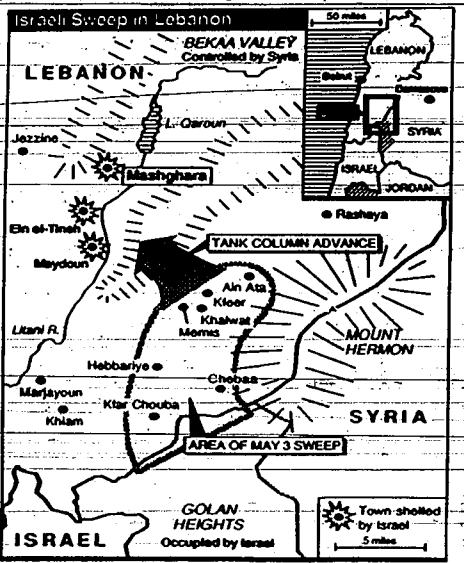 Israeli Sweep in Lebanon
50 miles
BEKAA VALLEY
Controlled by Syria
LEBANON
LEBANON
Beirut
Damascus
SYRIA
ISRAEL
JORDAN
L. Qaroun
Jezzine
Mashghara
Rashaya
Ein el-Tineh
TANK COLUMN ADVANCE
Maydoun
Ain Ata
Kfeer
Khalwat
Memis
Litani R.
MOUNT
HERMON
Hebbariye
Chebaa
Marjayoun
Kfar Chouba
Khiam
SYRIA
AREA OF MAY 3 SWEEP
GOLAN
HEIGHTS
Occupied by Israel
ISRAEL
Town shelled
by Israel
5 miles